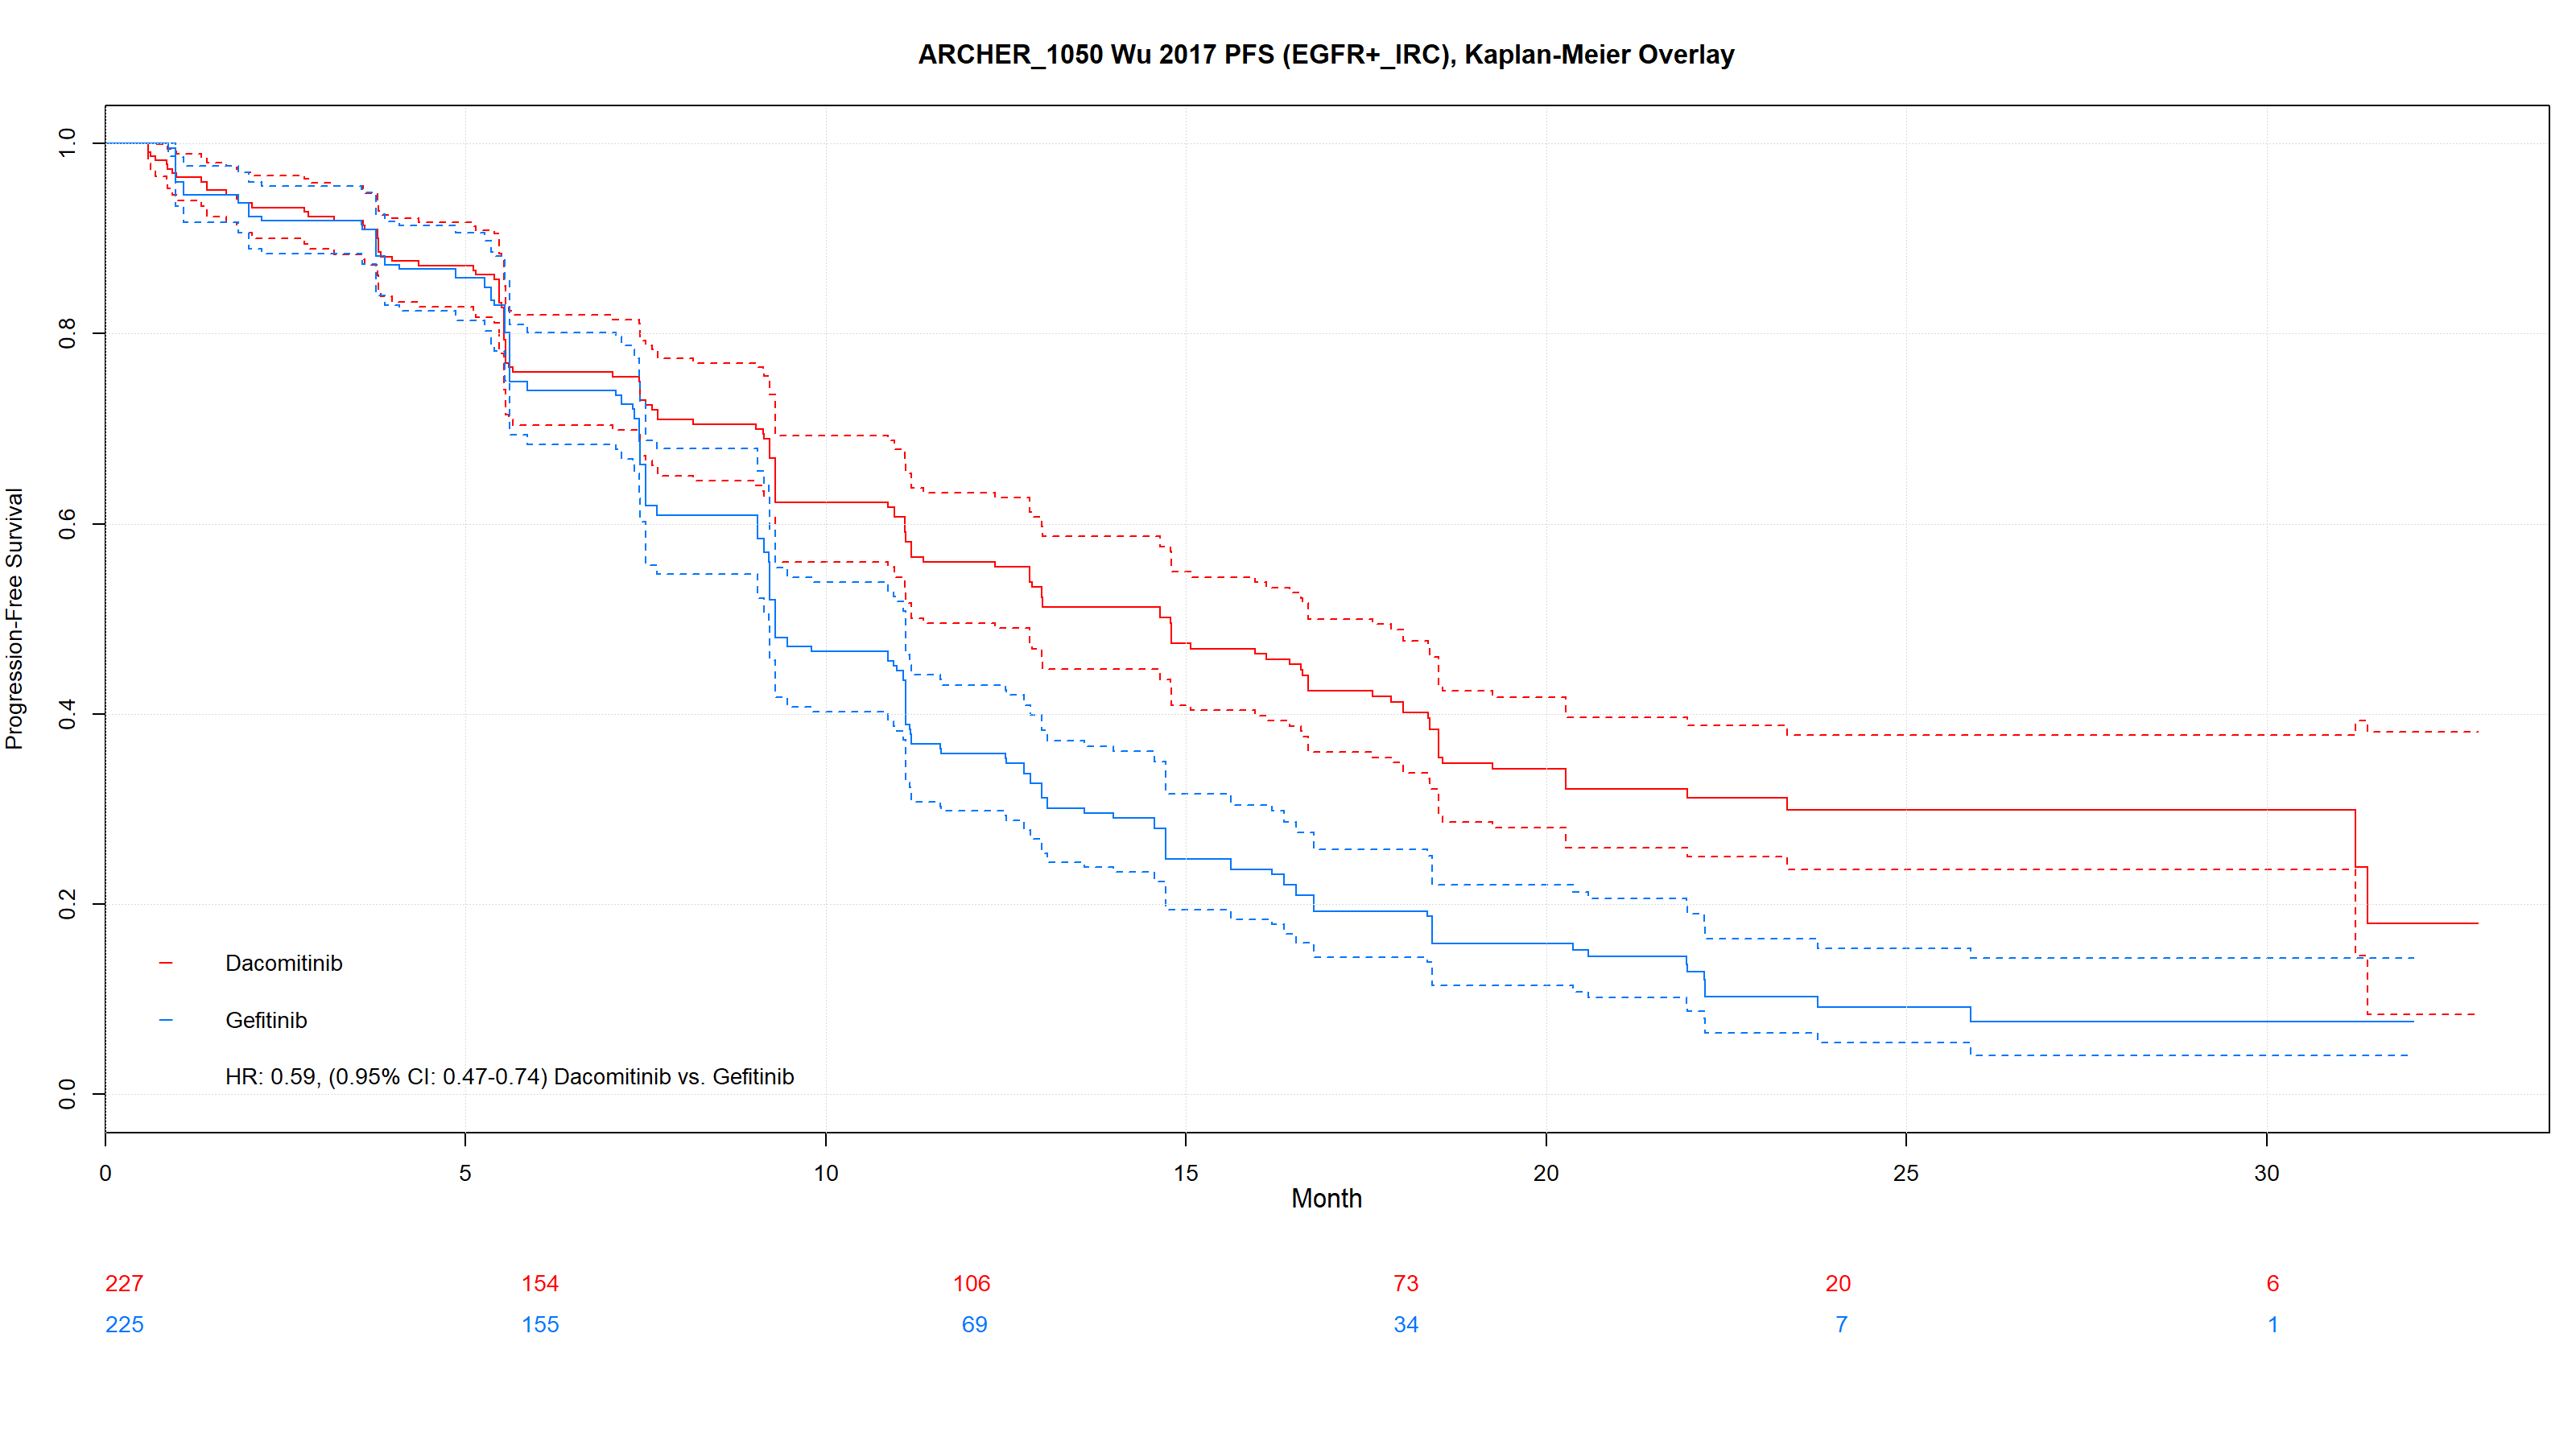 ARCHER_1050 Wu 2017 PFS (EGFR+_IRC), Kaplan-Meier Overlay
Progression-Free Survival
1.0
0.8
0.6
0.4
0.2
0.0
Dacomitinib
Gefitinib
HR: 0.59, (0.95% CI: 0.47-0.74) Dacomitinib vs. Gefitinib
0 5 10 15 20 25 30
Month
227 154 106 73 20 6
225 155 69 34 7 1